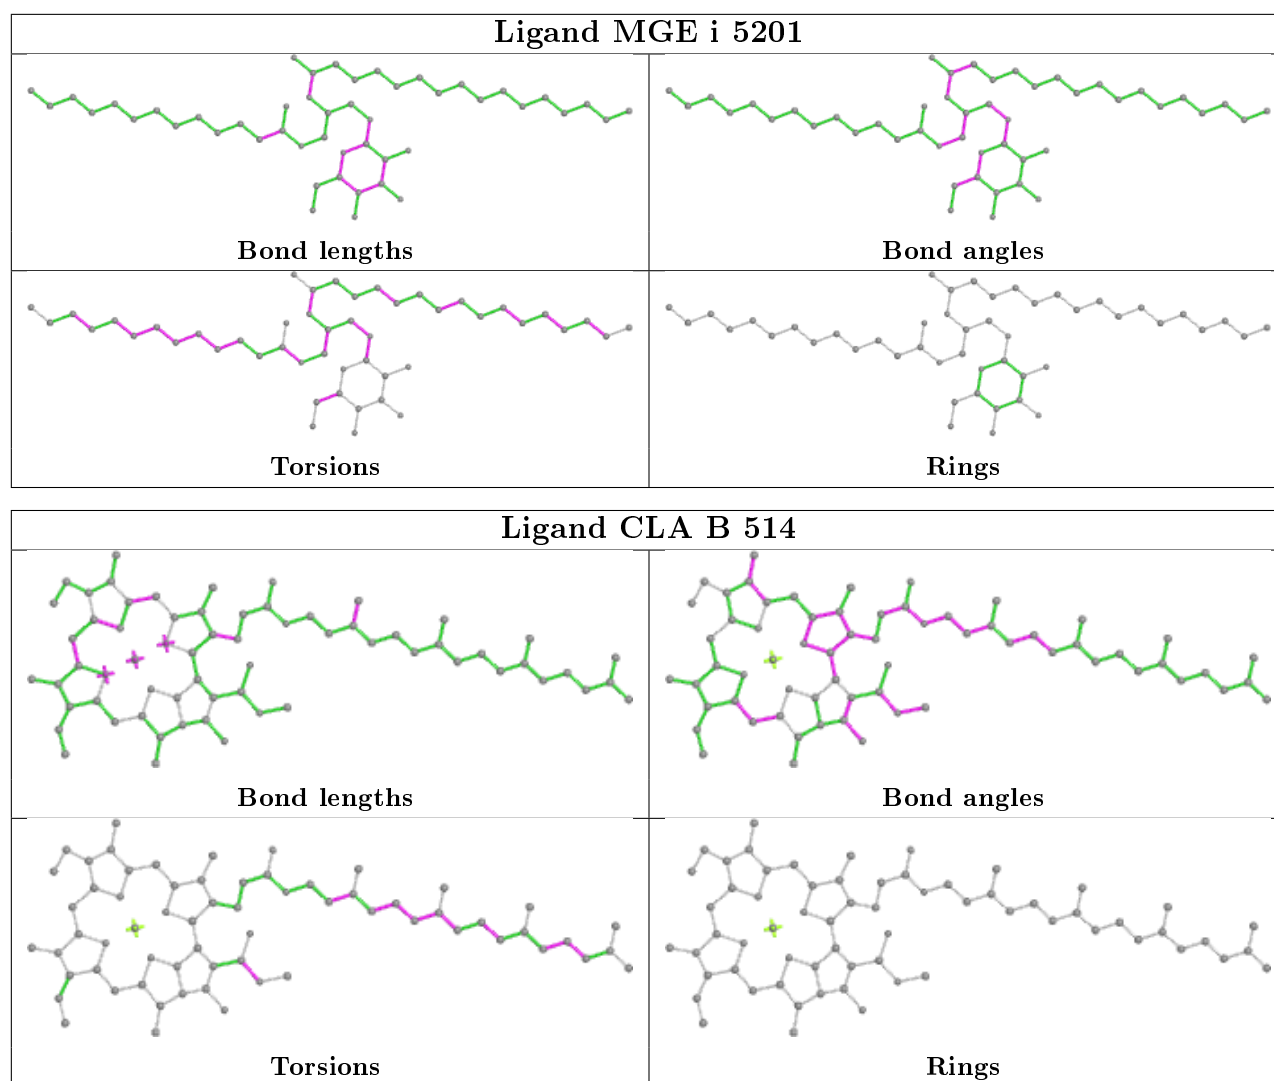 Ligand MGE i 5201
Bond lengths
Bond angles
Torsions
Rings
Ligand CLA B 514
Bond lengths
Bond angles
Torsions
Rings